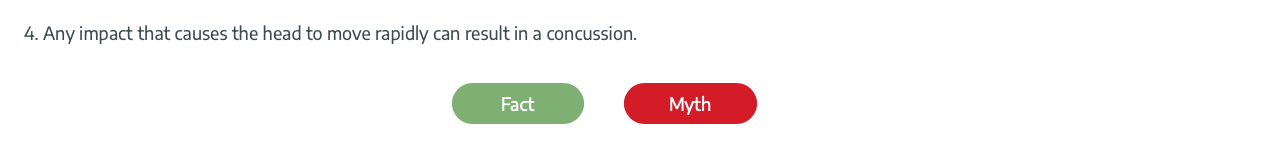 4. Any impact that causes the head to move rapidly can result in a concussion.
Fact Myth